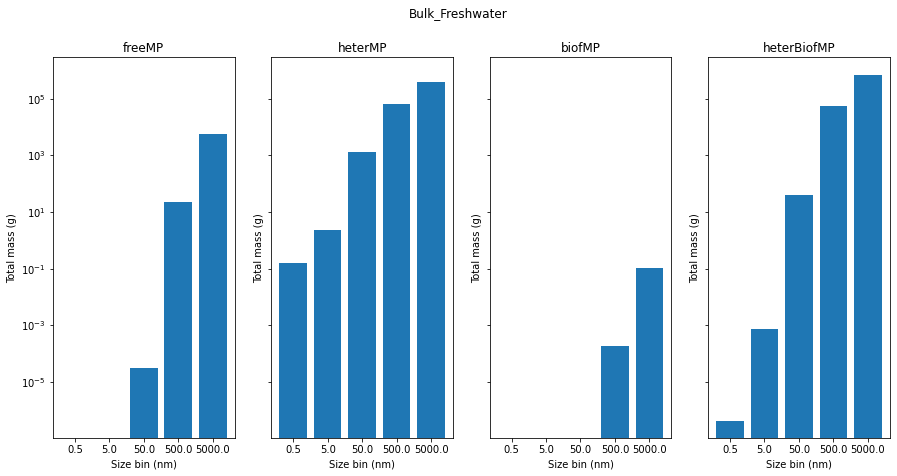 Bulk_Freshwater
freeMP
heterMP
biofMP
heterBiofMP
Total mass (g)
10^5
10^3
10^1
10^-1
10^-3
10^-5
0.5 5.0 50.0 500.0 5000.0
Size bin (nm)
Total mass (g)
0.5 5.0 50.0 500.0 5000.0
Size bin (nm)
Total mass (g)
0.5 5.0 50.0 500.0 5000.0
Size bin (nm)
Total mass (g)
0.5 5.0 50.0 500.0 5000.0
Size bin (nm)